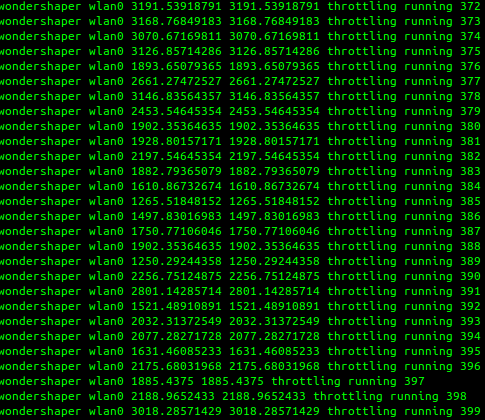 wondershaper wlan0 3191.53918791 3191.53918791 throttling running 372
wondershaper wlan0 3168.76849183 3168.76849183 throttling running 373
wondershaper wlan0 3070.67169811 3070.67169811 throttling running 374
wondershaper wlan0 3126.85714286 3126.85714286 throttling running 375
wondershaper wlan0 1893.65079365 1893.65079365 throttling running 376
wondershaper wlan0 2661.27472527 2661.27472527 throttling running 377
wondershaper wlan0 3146.83564357 3146.83564357 throttling running 378
wondershaper wlan0 2453.54645354 2453.54645354 throttling running 379
wondershaper wlan0 1902.35364645 1902.35364645 throttling running 380
wondershaper wlan0 1928.80157171 1928.80157171 throttling running 381
wondershaper wlan0 2197.54645354 2197.54645354 throttling running 382
wondershaper wlan0 1882.79365079 1882.79365079 throttling running 383
wondershaper wlan0 1610.86732674 1610.86732674 throttling running 384
wondershaper wlan0 1265.51848152 1265.51848152 throttling running 385
wondershaper wlan0 1497.83016983 1497.83016983 throttling running 386
wondershaper wlan0 1750.77106046 1750.77106046 throttling running 387
wondershaper wlan0 1902.35364645 1902.35364645 throttling running 388
wondershaper wlan0 1250.29244358 1250.29244358 throttling running 389
wondershaper wlan0 2256.75124875 2256.75124875 throttling running 390
wondershaper wlan0 2801.14285714 2801.14285714 throttling running 391
wondershaper wlan0 1521.48910891 1521.48910891 throttling running 392
wondershaper wlan0 2032.31372549 2032.31372549 throttling running 393
wondershaper wlan0 2077.28271728 2077.28271728 throttling running 394
wondershaper wlan0 1631.46085233 1631.46085233 throttling running 395
wondershaper wlan0 2175.68031968 2175.68031968 throttling running 396
wondershaper wlan0 1885.4375 1885.4375 throttling running 397
wondershaper wlan0 2188.9652433 2188.9652433 throttling running 398
wondershaper wlan0 3018.28571429 3018.28571429 throttling running 399